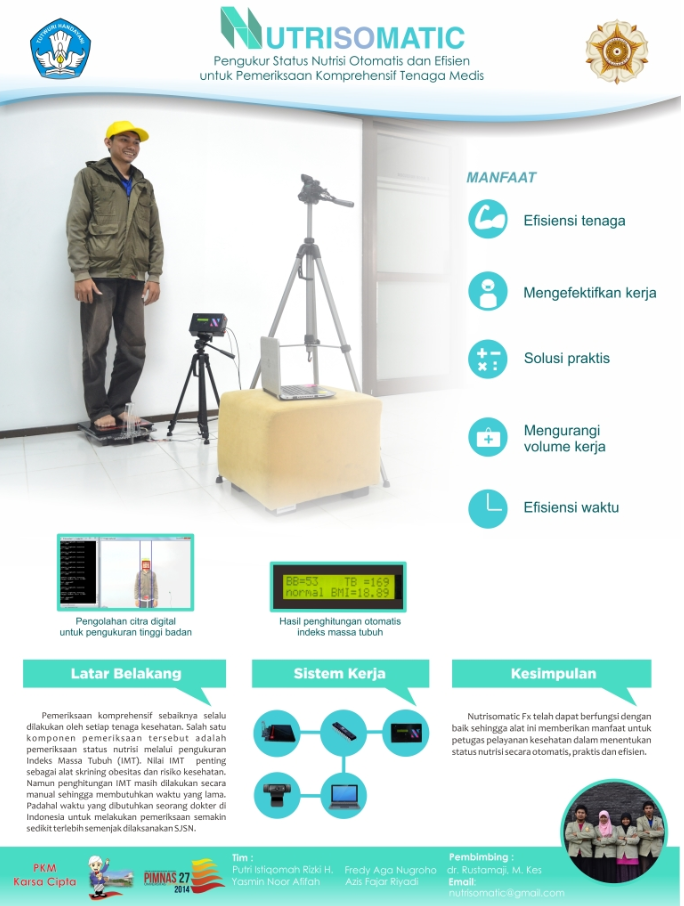 TUT WURI HANDAYANI
NUTRISOMATIC
Pengukur Status Nutrisi Otomatis dan Efisien
untuk Pemeriksaan Komprehensif Tenaga Medis
MANFAAT
Efisiensi tenaga
Mengefektifkan kerja
Solusi praktis
Mengurangi
volume kerja
Efisiensi waktu
N
Pengolahan citra digital
untuk pengukuran tinggi badan
BB=53 TB =169
normal BMI=18.89
Hasil penghitungan otomatis
indeks massa tubuh
Latar Belakang
Pemeriksaan komprehensif sebaiknya selalu
dilakukan oleh setiap tenaga kesehatan. Salah satu
komponen pemeriksaan tersebut adalah
pemeriksaan status nutrisi melalui pengukuran
Indeks Massa Tubuh (IMT). Nilai IMT penting
sebagai alat skrining obesitas dan risiko kesehatan.
Namun penghitungan IMT masih dilakukan secara
manual sehingga membutuhkan waktu yang lama.
Padahal waktu yang dibutuhkan seorang dokter di
Indonesia untuk melakukan pemeriksaan semakin
sedikit terlebih semenjak dilaksanakan SJSN.
Sistem Kerja
Kesimpulan
Nutrisomatic Fx telah dapat berfungsi dengan
baik sehingga alat ini memberikan manfaat untuk
petugas pelayanan kesehatan dalam menentukan
status nutrisi secara otomatis, praktis dan efisien.
PKM
Karsa Cipta
PIMNAS 27
2014
Tim :
Putri Istiqomah Rizki H.
Yasmin Noor Afifah
Fredy Aga Nugroho
Azis Fajar Riyadi
Pembimbing :
dr. Rustamaji, M. Kes
Email:
nutrisomatic@gmail.com